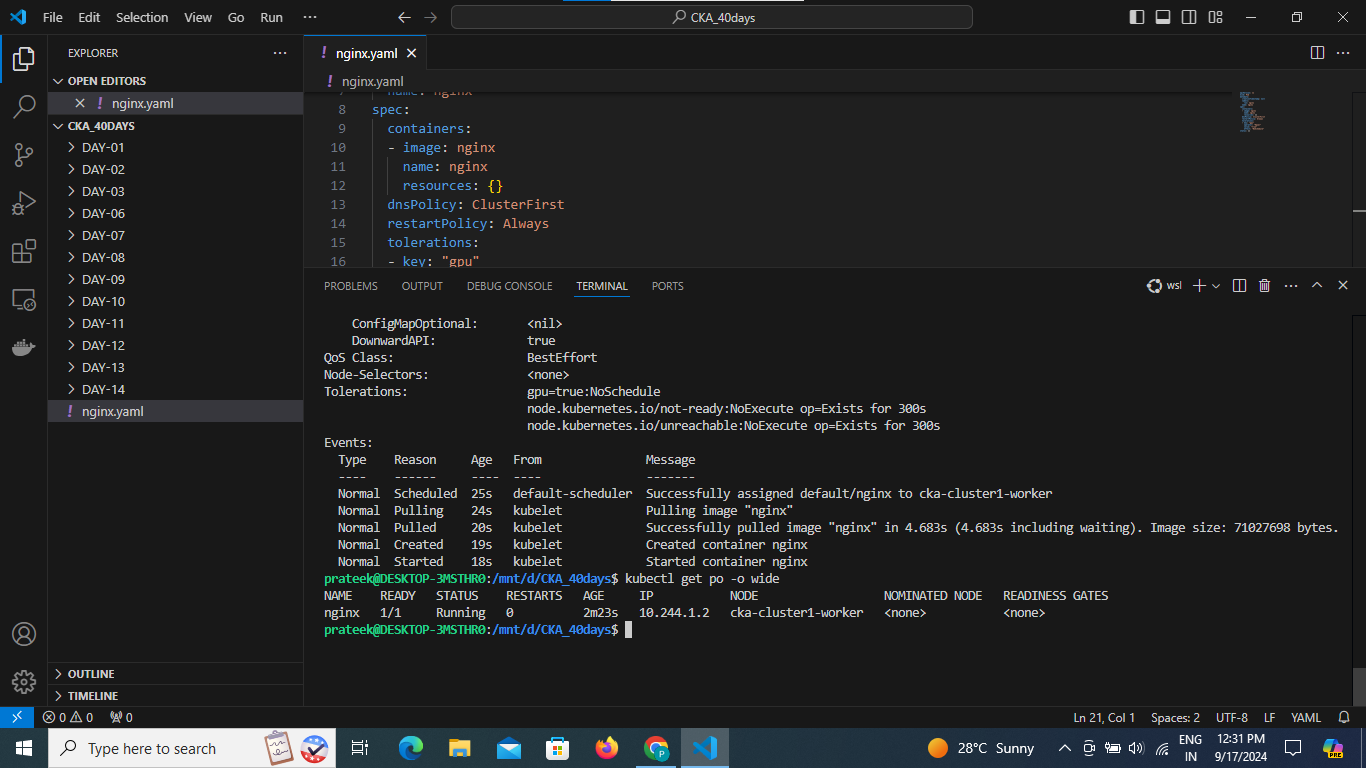 File Edit Selection View Go Run ···
CKA_40days
EXPLORER
OPEN EDITORS
! nginx.yaml
CKA_40DAYS
DAY-01
DAY-02
DAY-03
DAY-06
DAY-07
DAY-08
DAY-09
DAY-10
DAY-11
DAY-12
DAY-13
DAY-14
! nginx.yaml
OUTLINE
TIMELINE
! nginx.yaml
! nginx.yaml
7 name: nginx
8 spec:
9 containers:
10 - image: nginx
11 name: nginx
12 resources: {}
13 dnsPolicy: ClusterFirst
14 restartPolicy: Always
15 tolerations:
16 - key: "gpu"
PROBLEMS OUTPUT DEBUG CONSOLE TERMINAL PORTS
wsl
ConfigMapOptional: <nil>
DownwardAPI: true
QoS Class: BestEffort
Node-Selectors: <none>
Tolerations: gpu=true:NoSchedule
node.kubernetes.io/not-ready:NoExecute op=Exists for 300s
node.kubernetes.io/unreachable:NoExecute op=Exists for 300s
Events:
Type Reason Age From Message
---- ------ ---- ---- -------
Normal Scheduled 25s default-scheduler Successfully assigned default/nginx to cka-cluster1-worker
Normal Pulling 24s kubelet Pulling image "nginx"
Normal Pulled 20s kubelet Successfully pulled image "nginx" in 4.683s (4.683s including waiting). Image size: 71027698 bytes.
Normal Created 19s kubelet Created container nginx
Normal Started 18s kubelet Started container nginx
prateek@DESKTOP-3MSTHR0:/mnt/d/CKA_40days$ kubectl get po -o wide
NAME READY STATUS RESTARTS AGE IP NODE NOMINATED NODE READINESS GATES
nginx 1/1 Running 0 2m23s 10.244.1.2 cka-cluster1-worker <none> <none>
prateek@DESKTOP-3MSTHR0:/mnt/d/CKA_40days$
0 0 0 Ln 21, Col 1 Spaces: 2 UTF-8 LF YAML
Type here to search
28°C Sunny
ENG
IN
12:31 PM
9/17/2024
PRE